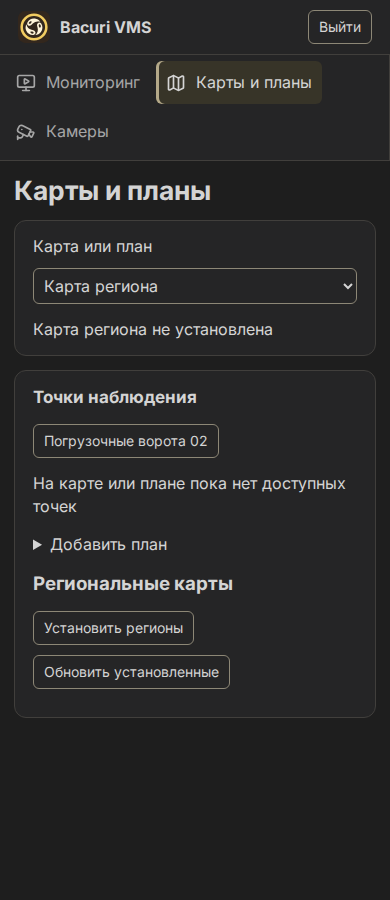 Bacuri VMS
Выйти
Мониторинг
Карты и планы
Камеры
Карты и планы
Карта или план
Карта региона
Карта региона не установлена
Точки наблюдения
Погрузочные ворота 02
На карте или плане пока нет доступных
точек
Добавить план
Региональные карты
Установить регионы
Обновить установленные